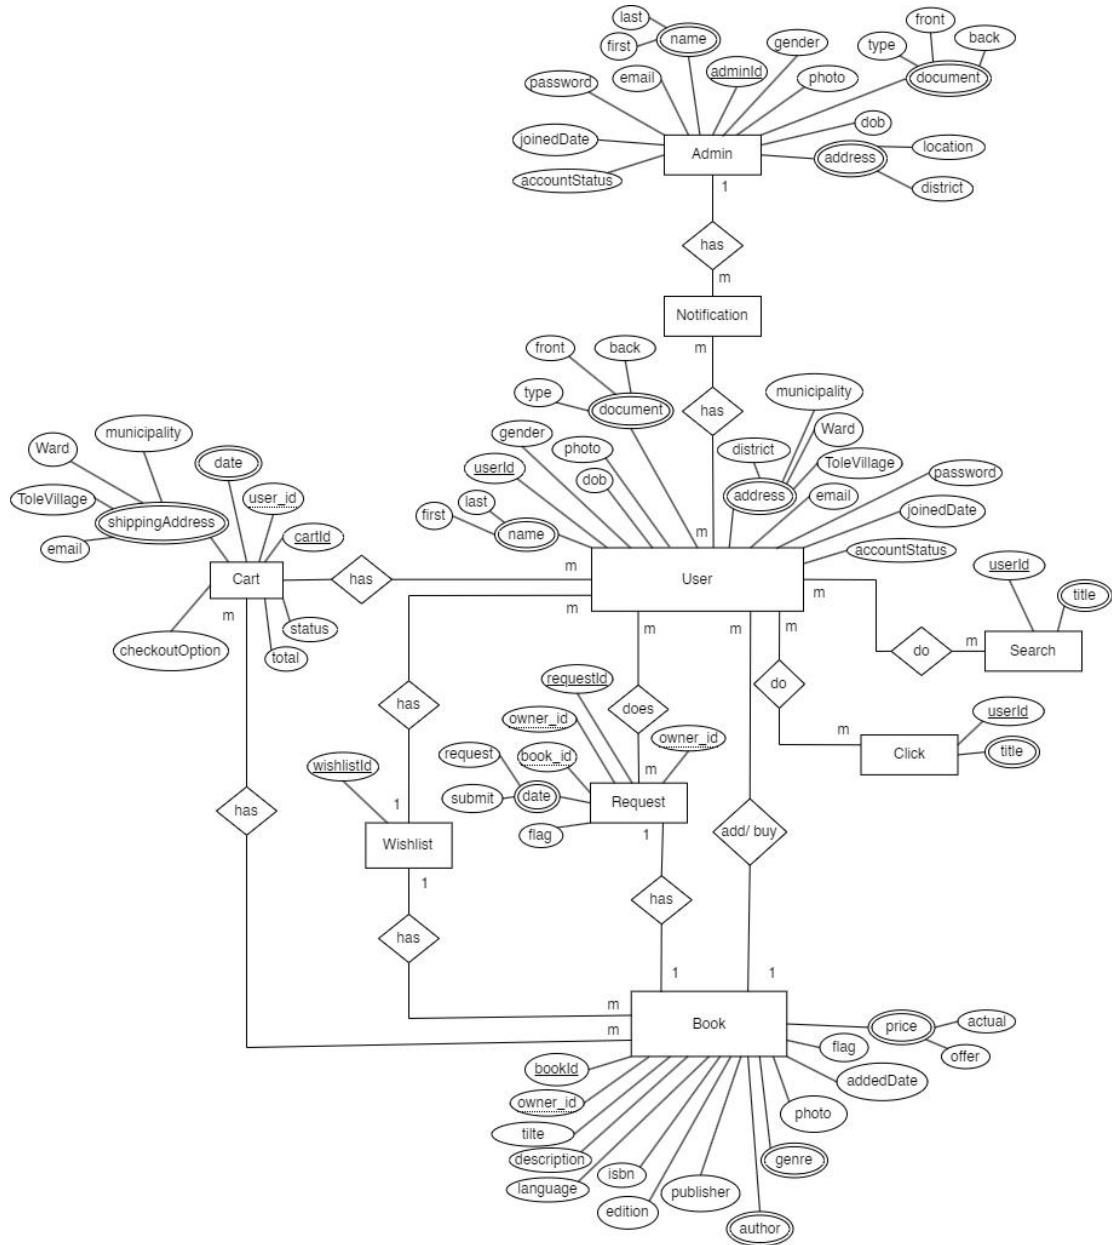 last
front
name
gender
back
first
type
email
adminId
photo
document
password
dob
joinedDate
Admin
address
location
accountStatus
district
1
has
m
Notification
m
front
back
type
document
has
municipality
municipality
Ward
date
gender
photo
district
Ward
ToleVillage
userId
dob
address
email
password
ToleVillage
user_id
shippingAddress
last
first
name
joinedDate
email
cartId
m
accountStatus
Cart
has
m
User
m
userId
title
m
m
m
m
m
m
status
checkoutOption
total
do
m
Search
requestId
do
has
does
owner_id
owner_id
userId
m
request
book_id
Click
title
wishlistId
m
submit
date
Request
1
has
flag
1
add/ buy
Wishlist
1
has
has
1
1
m
m
Book
price
actual
flag
offer
bookId
addedDate
owner_id
photo
tilte
description
genre
language
isbn
publisher
edition
author